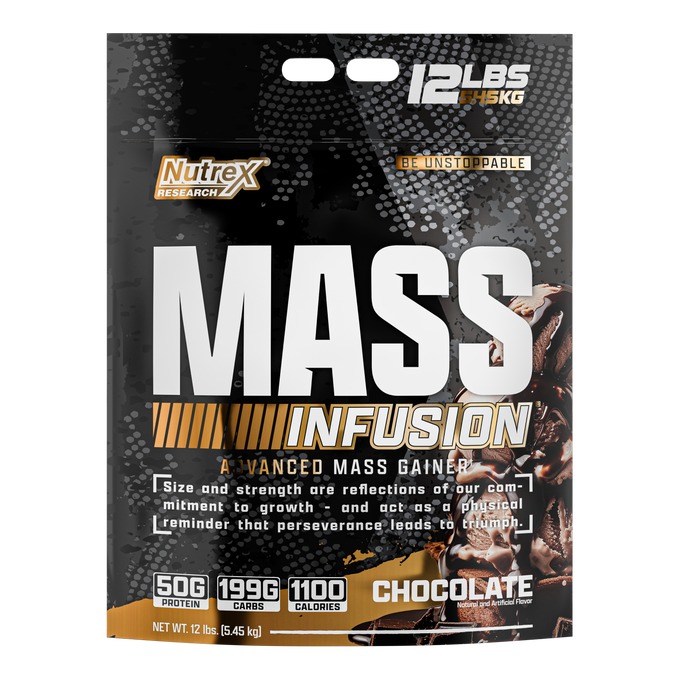 12LBS
5.45KG
NutreX
RESEARCH
BE UNSTOPPABLE
MASS
INFUSION
ADVANCED MASS GAINER
Size and strength are reflections of our com-
mitment to growth - and act as a physical
reminder that perseverance leads to triumph.
50G
PROTEIN
199G
CARBS
1100
CALORIES
CHOCOLATE
Natural and Artificial Flavor
NET WT. 12 lbs. (5.45 kg)